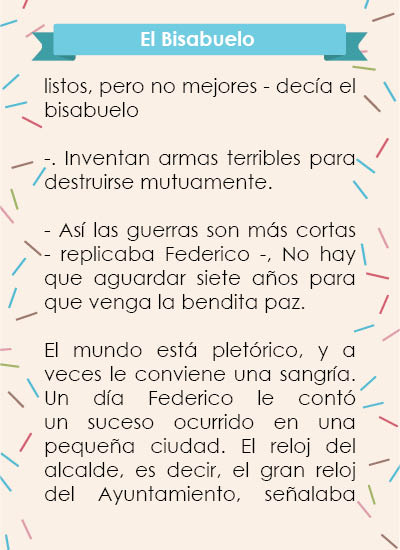 El Bisabuelo
listos, pero no mejores - decía el
bisabuelo
-. Inventan armas terribles para
destruirse mutuamente.
- Así las guerras son más cortas
- replicaba Federico -, No hay
que aguardar siete años para
que venga la bendita paz.
El mundo está pletórico, y a
veces le conviene una sangría.
Un día Federico le contó
un suceso ocurrido en una
pequeña ciudad. El reloj del
alcalde, es decir, el gran reloj
del Ayuntamiento, señalaba